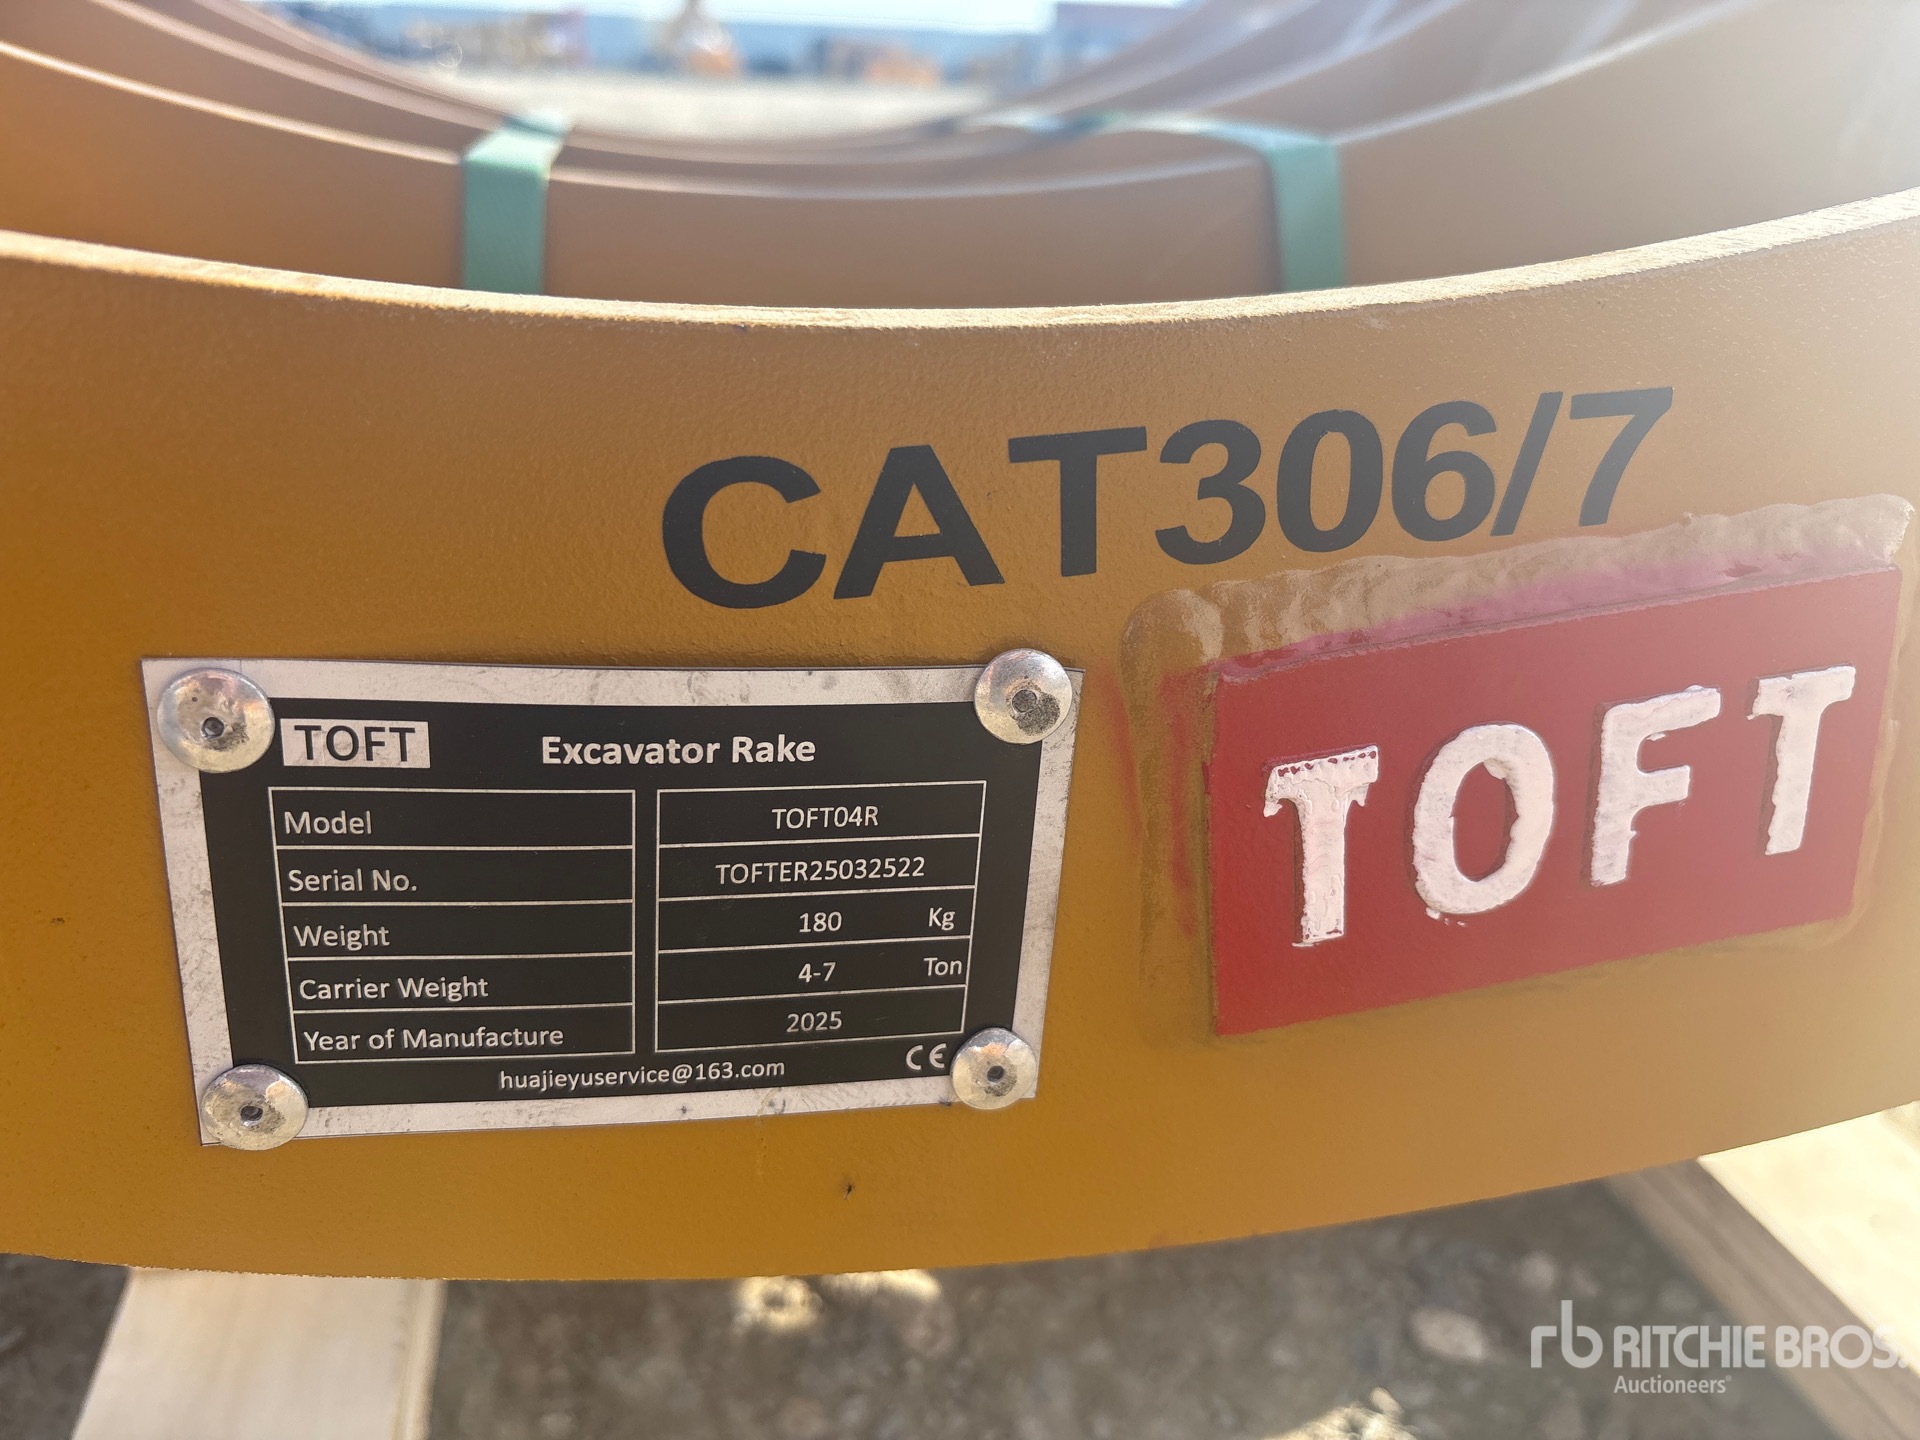 CAT306/7
TOFT
TOFT Excavator Rake
Model TOFT04R
Serial No. TOFTER25032522
Weight 180 Kg
Carrier Weight 4-7 Ton
Year of Manufacture 2025
huajieyuservice@163.com CE
rb RITCHIE BROS.
Auctioneers